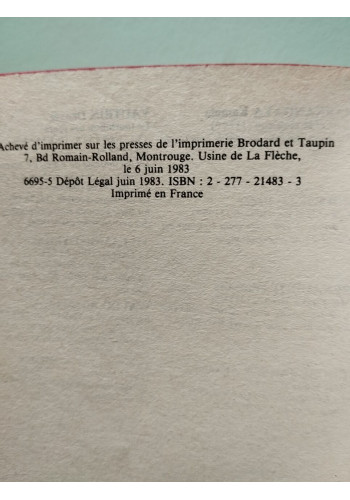 Achevé d'imprimer sur les presses de l'imprimerie Brodard et Taupin
7, Bd Romain-Rolland, Montrouge. Usine de La Flèche,
le 6 juin 1983
6695-5 Dépôt Légal juin 1983. ISBN : 2 - 277 - 21483 - 3
Imprimé en France